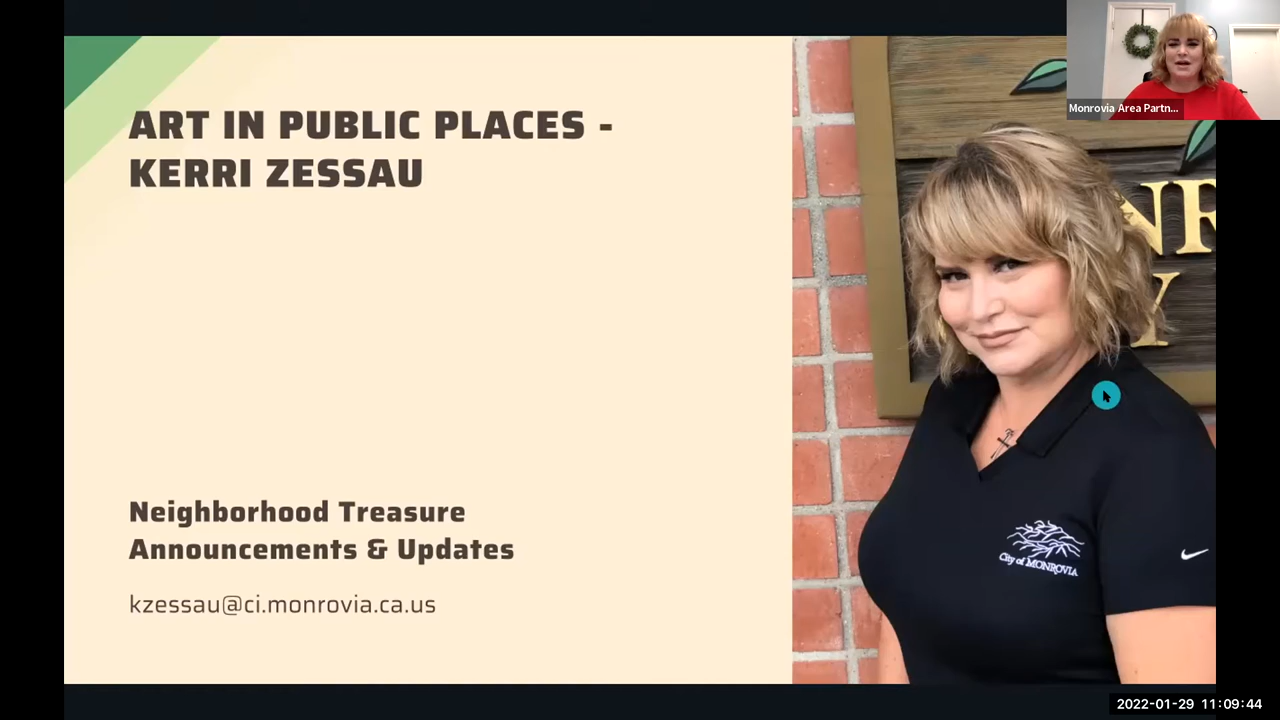 Monrovia Area Partn...
ART IN PUBLIC PLACES -
KERRI ZESSAU
NR
Y
Neighborhood Treasure
Announcements & Updates
kzessau@ci.monrovia.ca.us
City of MONROVIA
2022-01-29 11:09:44